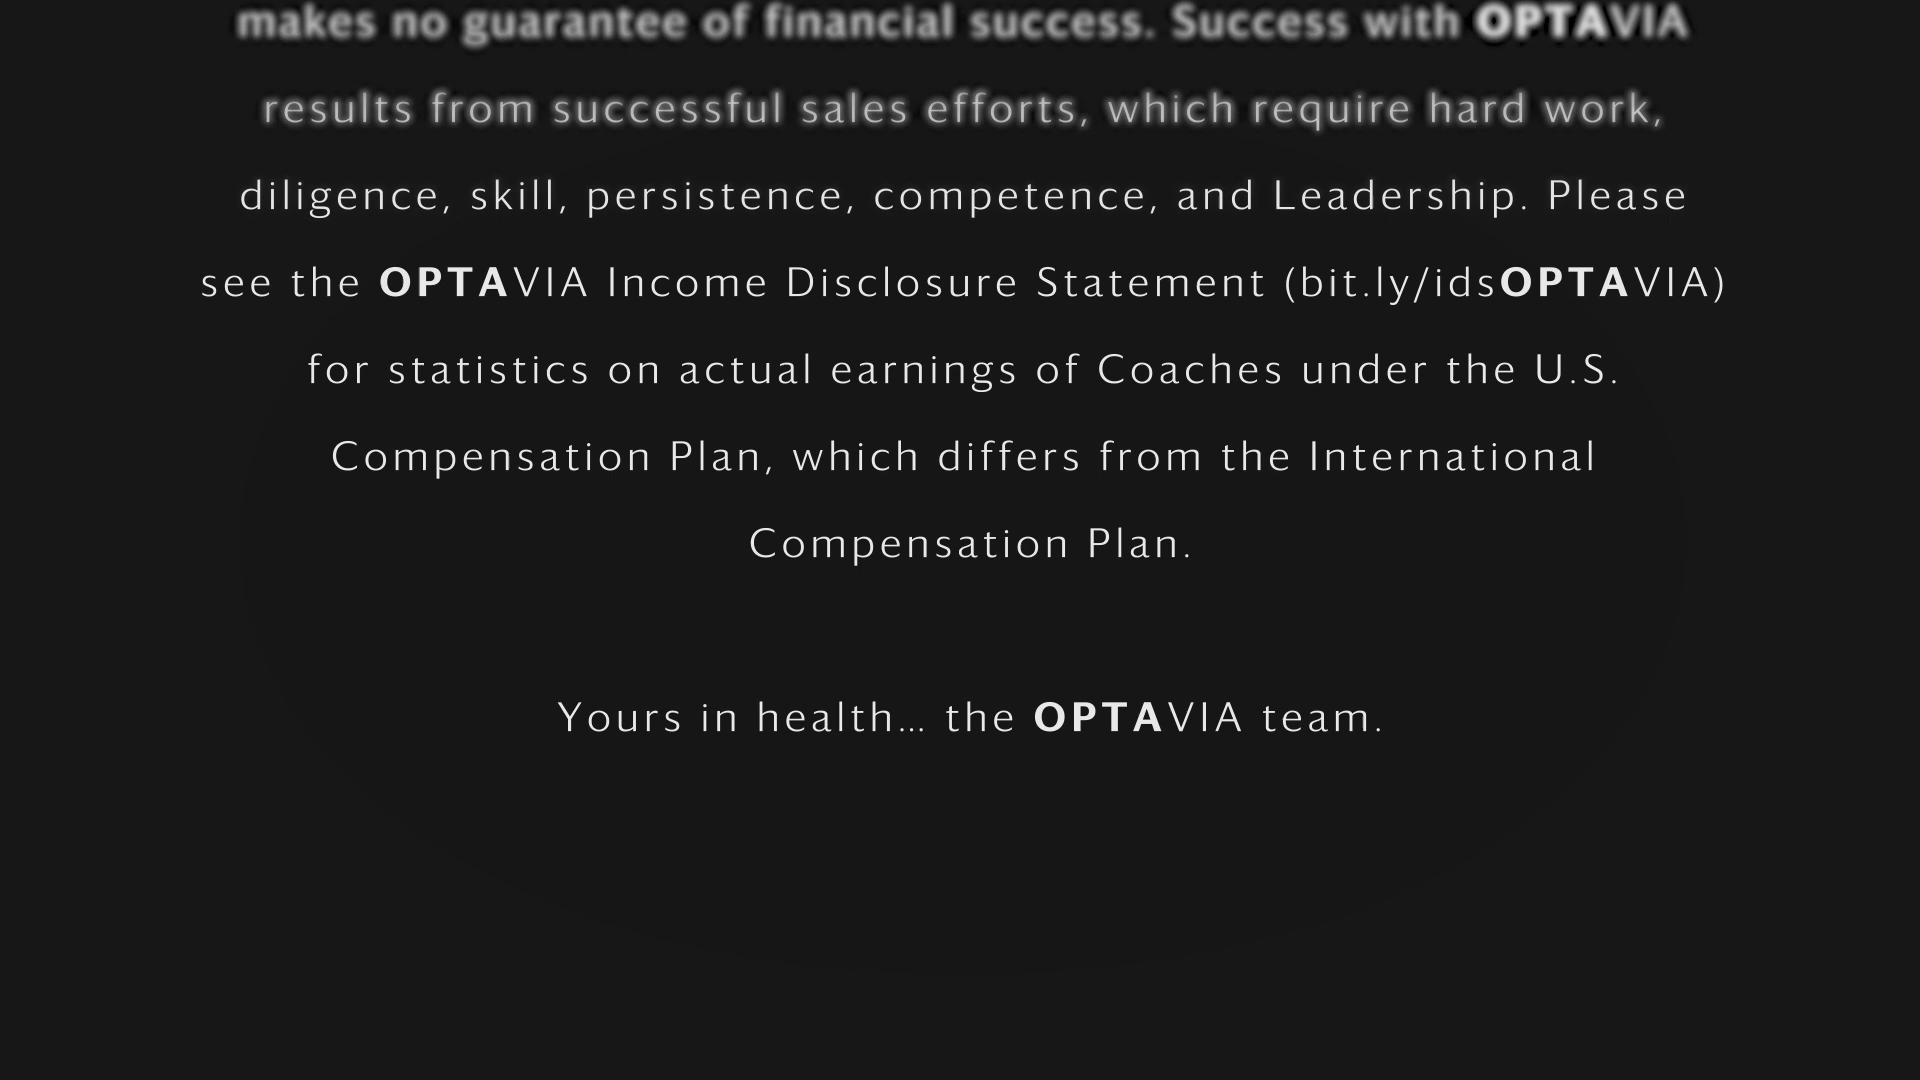 makes no guarantee of financial success. Success with OPTAVIA
results from successful sales efforts, which require hard work,
diligence, skill, persistence, competence, and Leadership. Please
see the OPTAVIA Income Disclosure Statement (bit.ly/idsOPTAVIA)
for statistics on actual earnings of Coaches under the U.S.
Compensation Plan, which differs from the International
Compensation Plan.
Yours in health... the OPTAVIA team.